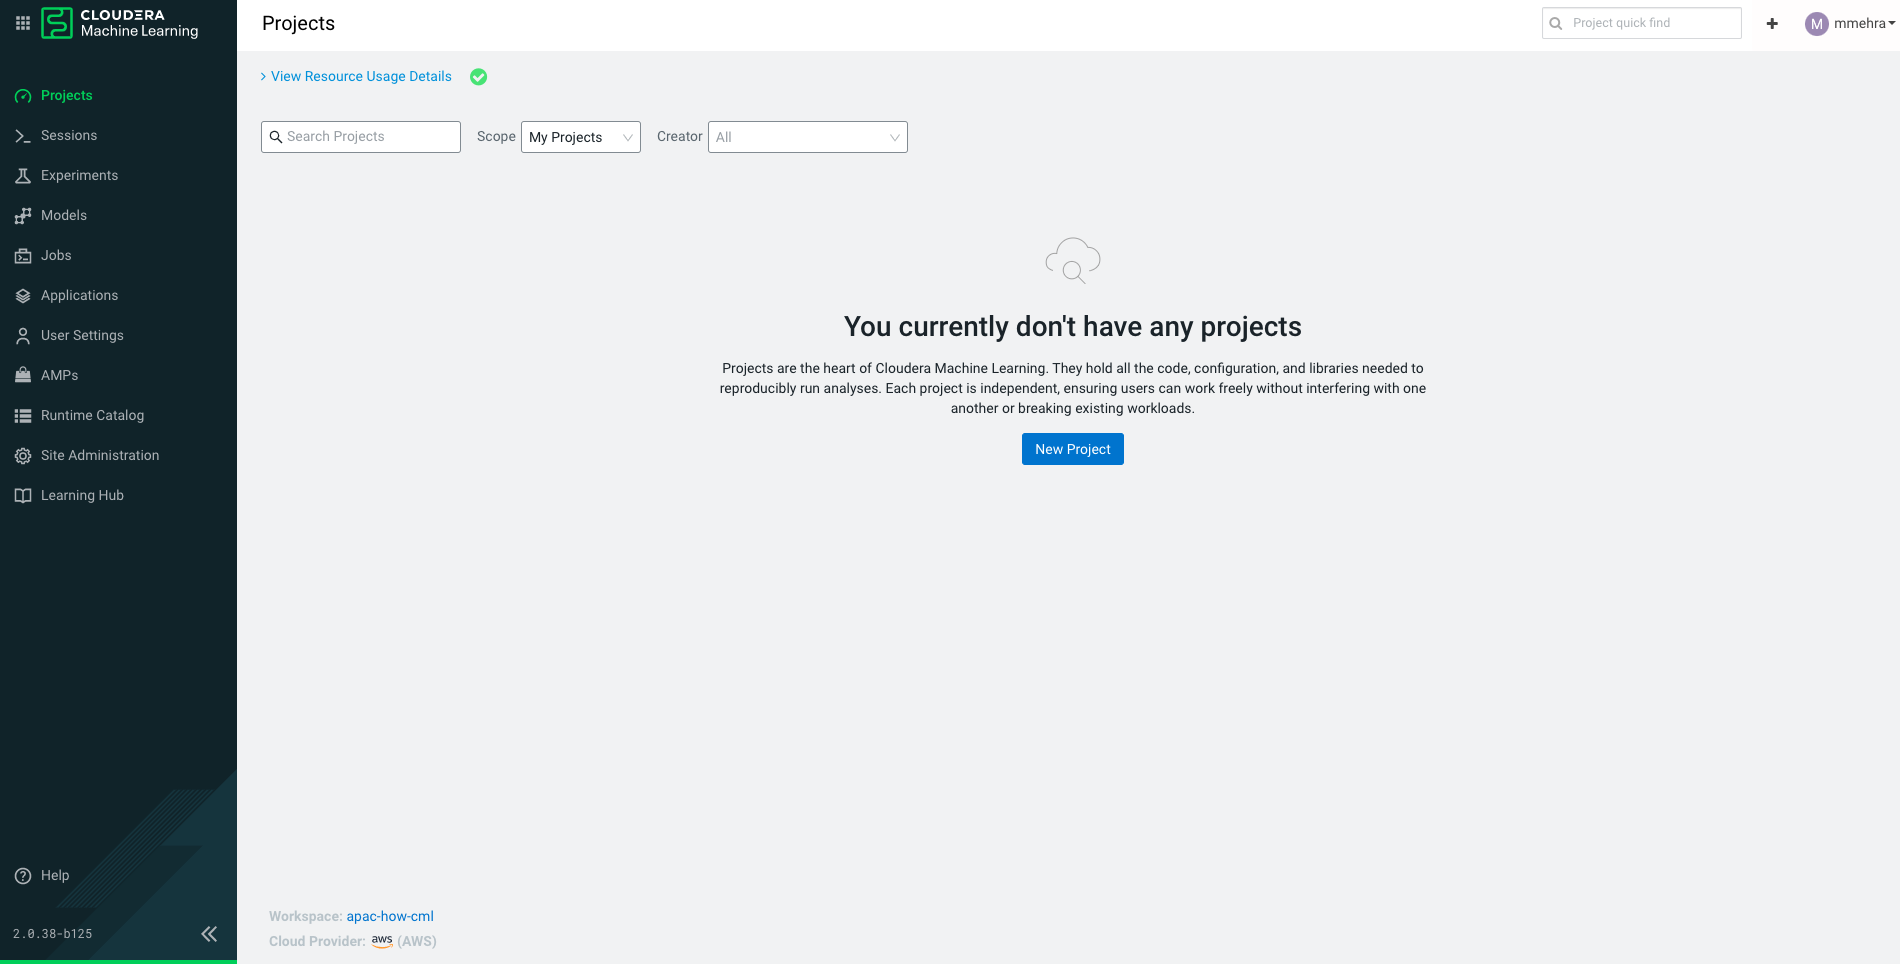 CLOUDERA
Machine Learning
Projects
Project quick find
M mmehra
Projects
Sessions
Experiments
Models
Jobs
Applications
User Settings
AMPs
Runtime Catalog
Site Administration
Learning Hub
Help
2.0.38-b125
View Resource Usage Details
Search Projects
Scope My Projects Creator All
You currently don't have any projects
Projects are the heart of Cloudera Machine Learning. They hold all the code, configuration, and libraries needed to
reproducibly run analyses. Each project is independent, ensuring users can work freely without interfering with one
another or breaking existing workloads.
New Project
Workspace: apac-how-cml
Cloud Provider: aws (AWS)